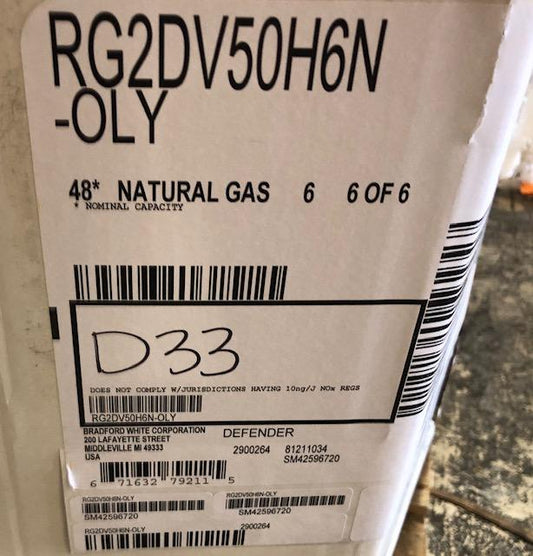 RG2DV50H6N
-OLY
48* NATURAL GAS 6 6 OF 6
* NOMINAL CAPACITY
D33
DOES NOT COMPLY W/JURISDICTIONS HAVING 10ng/J NOx REGS
RG2DV50H6N-OLY
BRADFORD WHITE CORPORATION
200 LAFAYETTE STREET
MIDDLEVILLE MI 49333
USA
DEFENDER
2900264 81211034
SM42596720
6 71632 79211 5
RG2DV50H6N-OLY
SM42596720
RG2DV50H6N-OLY
SM42596720
RG2DV50H6N-OLY 2900264